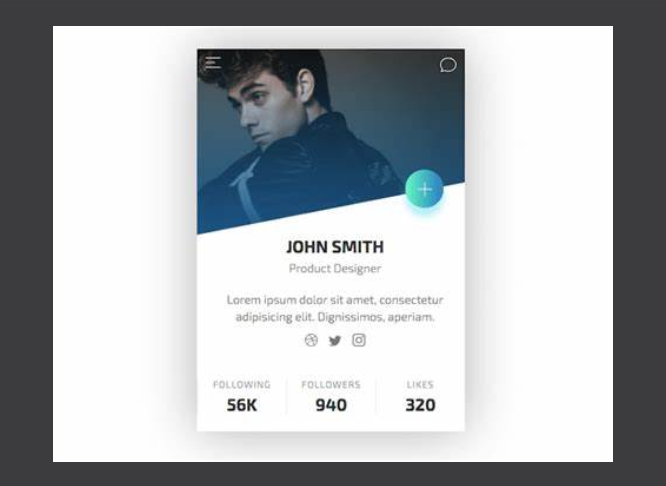 JOHN SMITH
Product Designer
Lorem ipsum dolor sit amet, consectetur
adipisicing elit. Dignissimos, aperiam.
FOLLOWING FOLLOWERS LIKES
56K 940 320